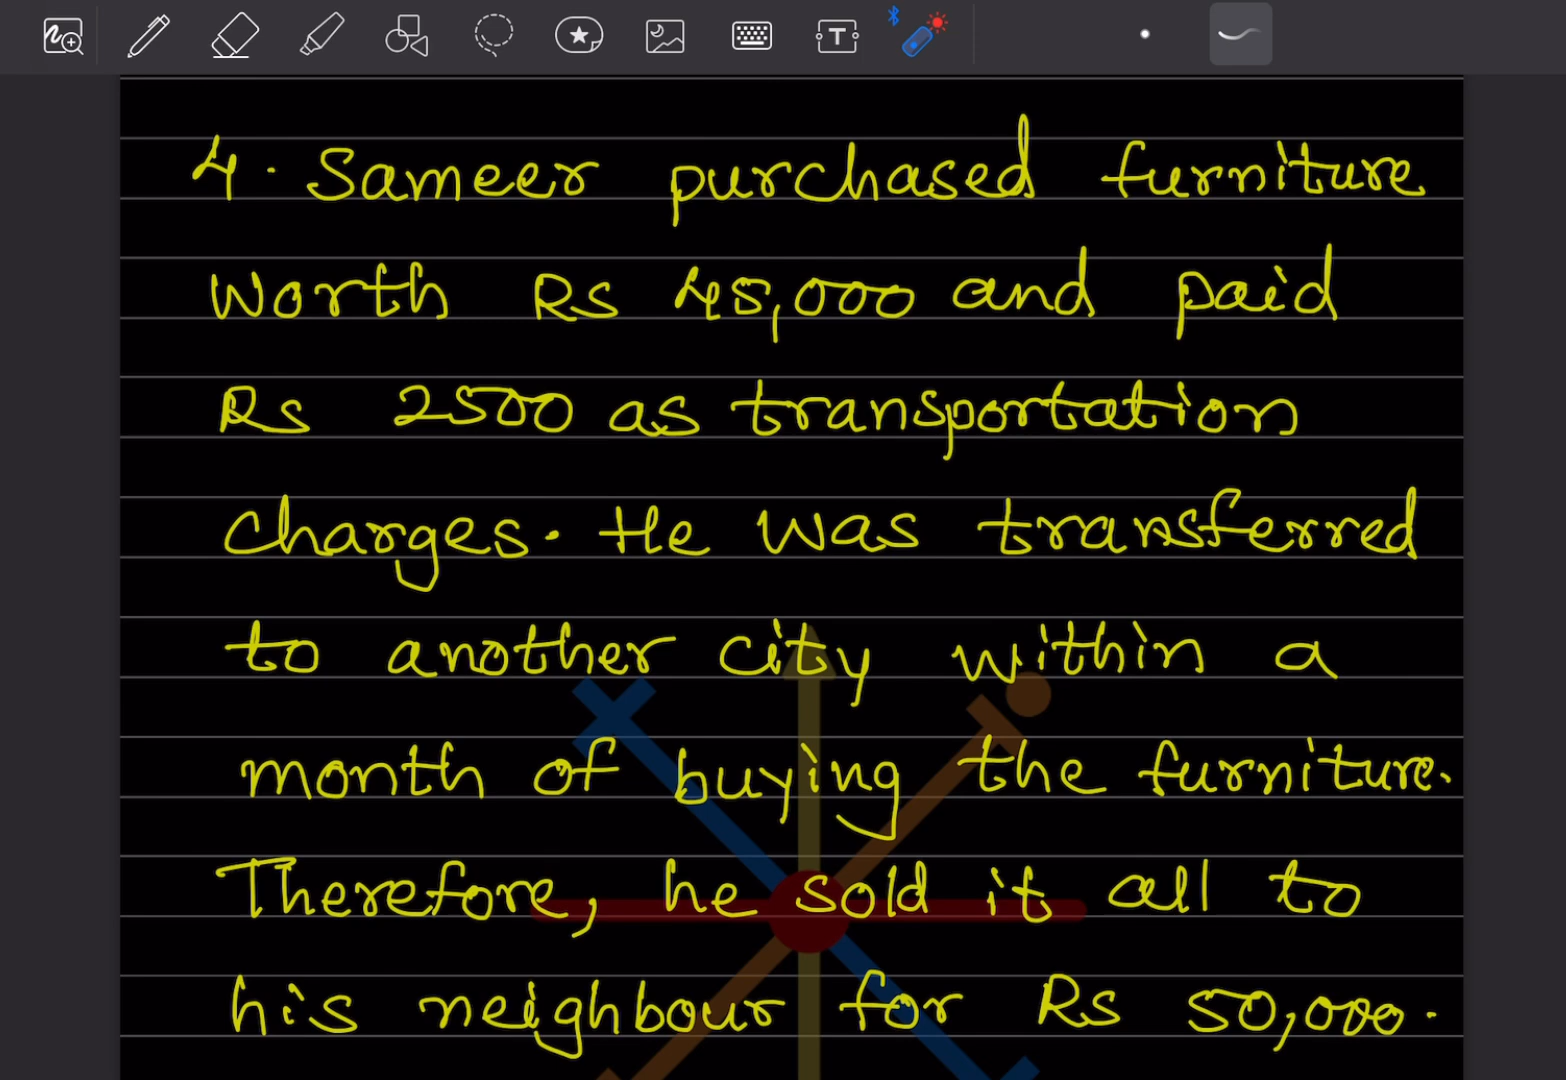 4. Sameer purchased furniture
worth Rs 45,000 and paid
Rs 2500 as transportation
charges. He was transferred
to another city within a
month of buying the furniture.
Therefore, he sold it all to
his neighbour for Rs 50,000.